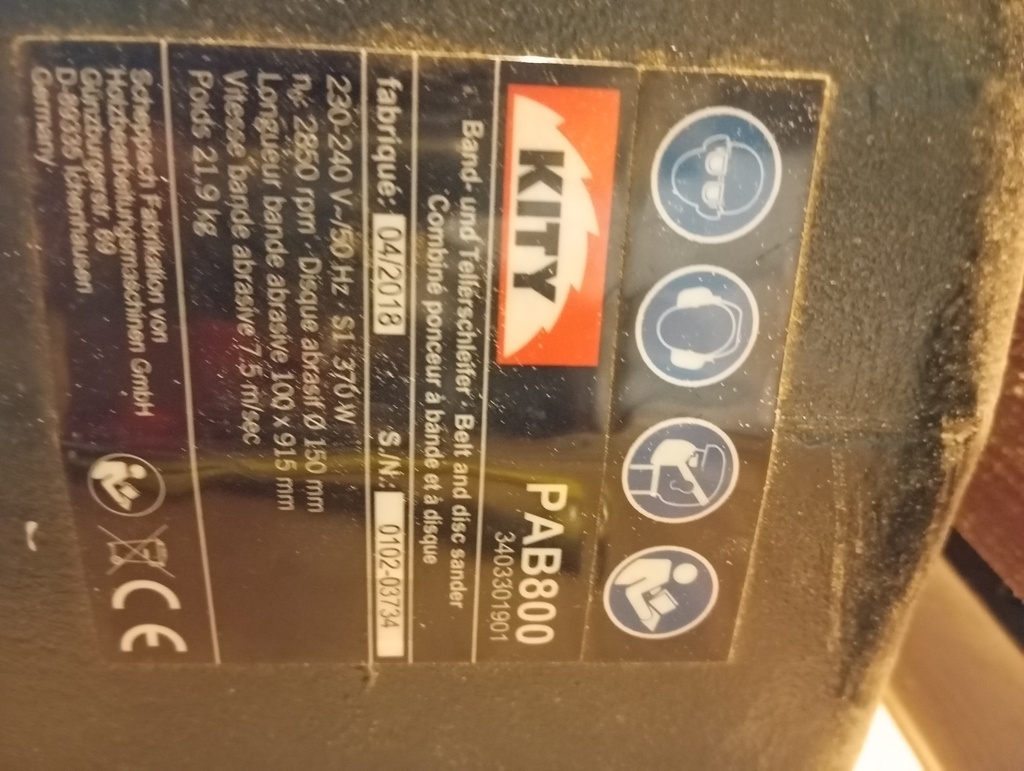 KITY
PAB800
3403301901
Band- und Tellerschleifer Belt and disc sander
Combiné ponceur à bande et à disque
fabriqué: 04/2018 S./N.: 0102-03734
230-240 V~/50 Hz S1 370 W
n₀: 2850 rpm · Disque abrasif Ø 150 mm
Longueur bande abrasive 100 x 915 mm
Vitesse bande abrasive 7,5 m/sec
Poids 21,9 kg
Scheppach Fabrikation von
Holzbearbeitungsmaschinen GmbH
Günzburgerstr. 69
D-89335 Ichenhausen
Germany
CE